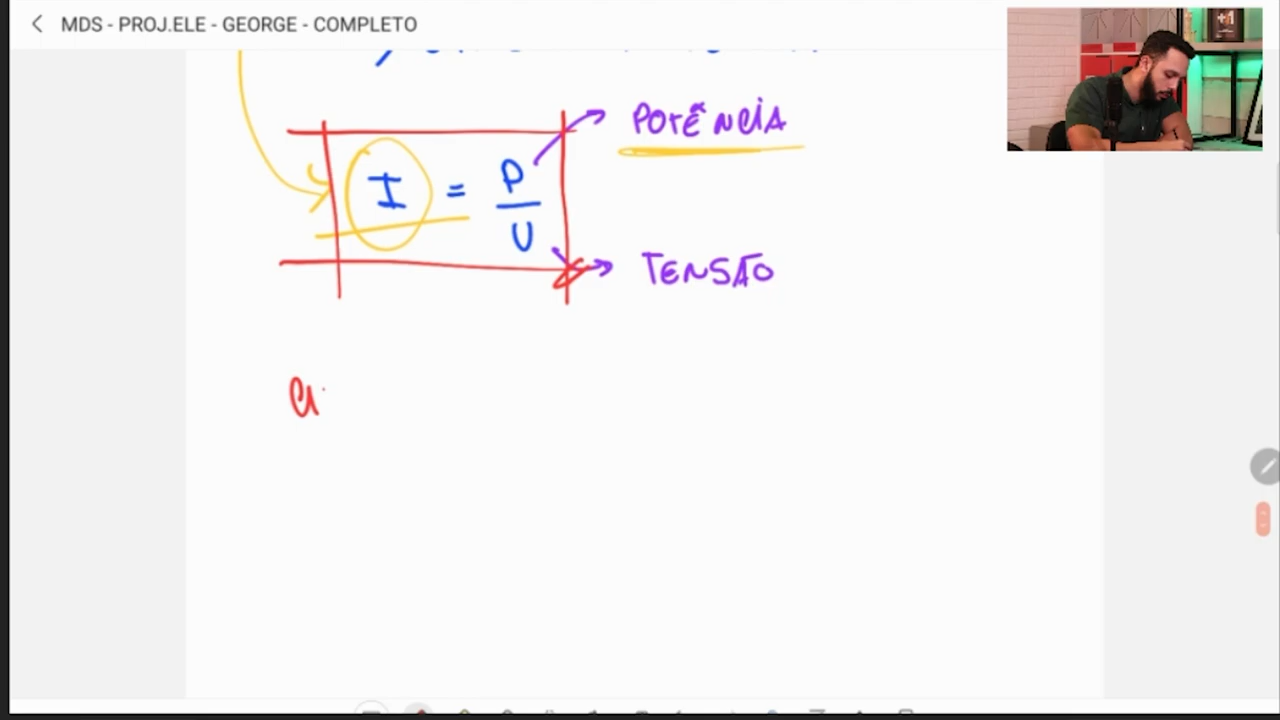 MDS - PROJ.ELE - GEORGE - COMPLETO
POTÊNCIA
I = P
U
TENSÃO